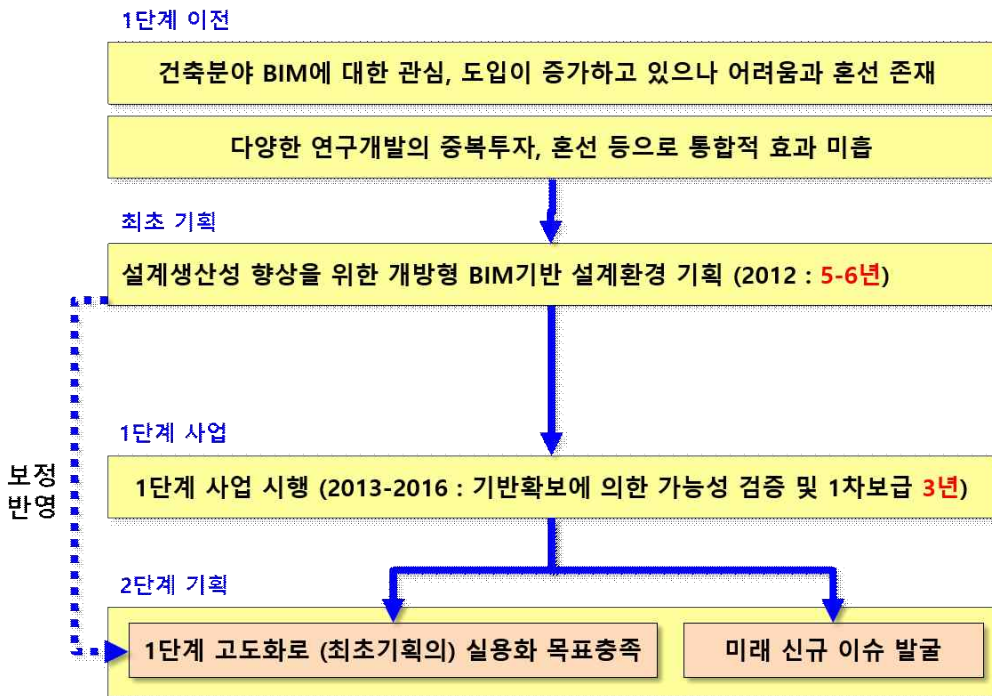 1단계 이전
건축분야 BIM에 대한 관심, 도입이 증가하고 있으나 어려움과 혼선 존재
다양한 연구개발의 중복투자, 혼선 등으로 통합적 효과 미흡
최초 기획
설계생산성 향상을 위한 개방형 BIM기반 설계환경 기획 (2012 : 5-6년)
1단계 사업
1단계 사업 시행 (2013-2016 : 기반확보에 의한 가능성 검증 및 1차보급 3년)
보정
반영
2단계 기획
1단계 고도화로 (최초기획의) 실용화 목표충족
미래 신규 이슈 발굴